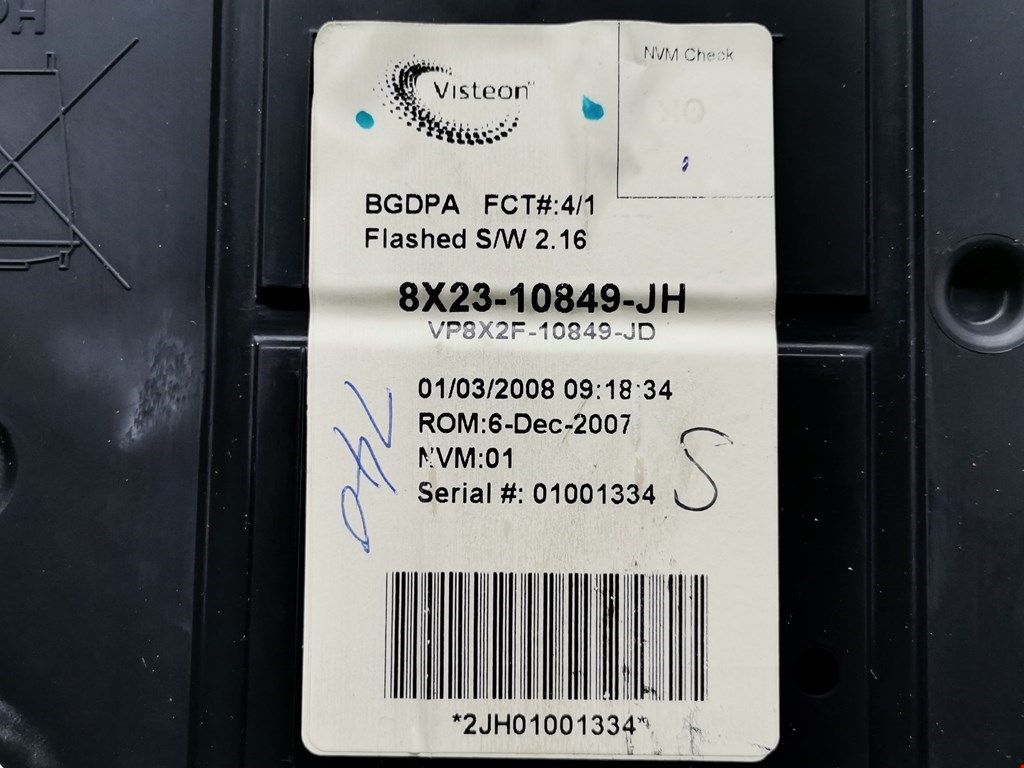 Visteon
NVM Check
OK
BGDPA FCT#:4/1
Flashed S/W 2.16
8X23-10849-JH
VP8X2F-10849-JD
01/03/2008 09:18:34
ROM:6-Dec-2007
NVM:01
Serial #: 01001334
S
*2JH01001334*